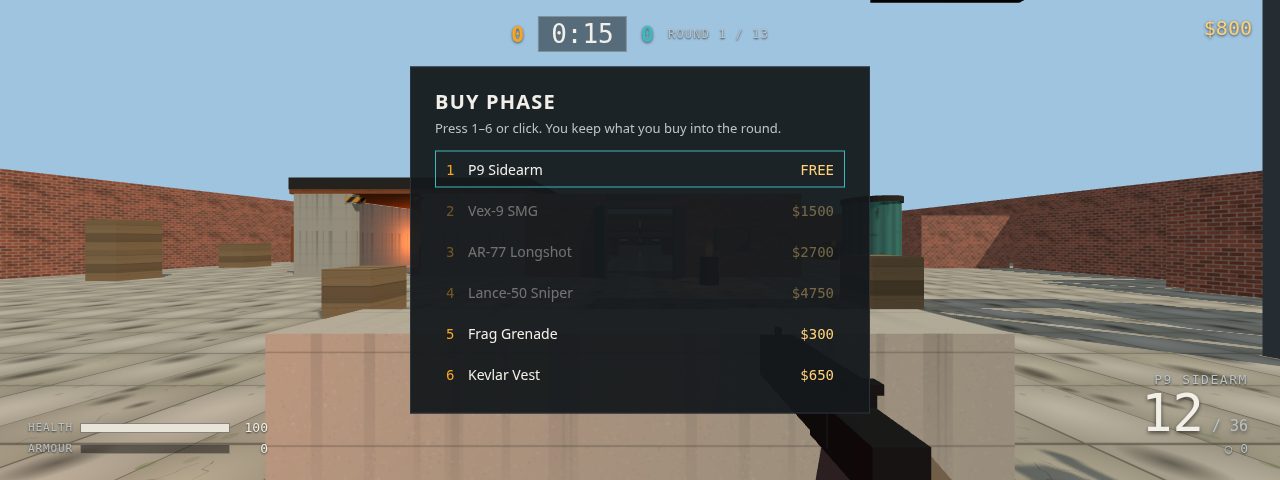 0 0:15 0 ROUND 1 / 13
$800
BUY PHASE
Press 1–6 or click. You keep what you buy into the round.
1 P9 Sidearm FREE
2 Vex-9 SMG $1500
3 AR-77 Longshot $2700
4 Lance-50 Sniper $4750
5 Frag Grenade $300
6 Kevlar Vest $650
P9 SIDEARM
12 / 36
0
HEALTH 100
ARMOUR 0